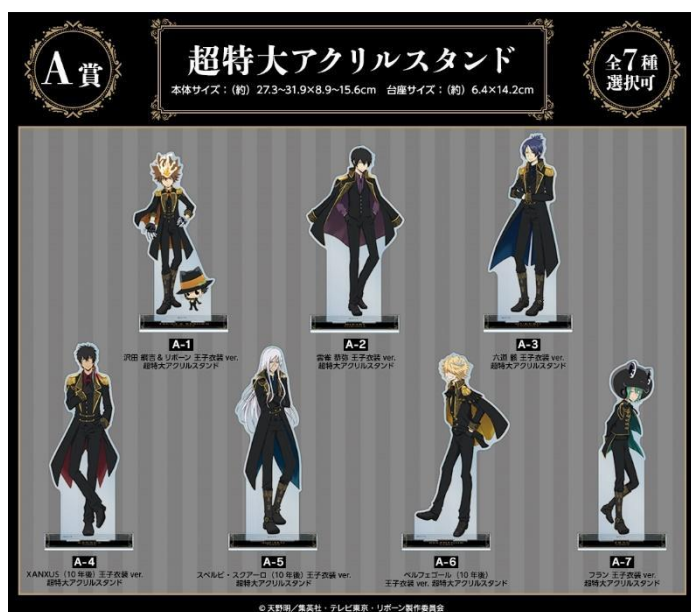 A賞
超特大アクリルスタンド
本体サイズ：（約）27.3~31.9×8.9~15.6cm　台座サイズ：（約）6.4×14.2cm
全7種
選択可
A-1
沢田 綱吉＆リボーン 王子衣装 ver.
超特大アクリルスタンド
A-2
雲雀 恭弥 王子衣装 ver.
超特大アクリルスタンド
A-3
六道 骸 王子衣装 ver.
超特大アクリルスタンド
A-4
XANXUS（10年後）王子衣装 ver.
超特大アクリルスタンド
A-5
スペルビ・スクアーロ（10年後）王子衣装 ver.
超特大アクリルスタンド
A-6
ベルフェゴール（10年後）
王子衣装 ver. 超特大アクリルスタンド
A-7
フラン 王子衣装 ver.
超特大アクリルスタンド
© 天野明／集英社・テレビ東京・リボーン製作委員会